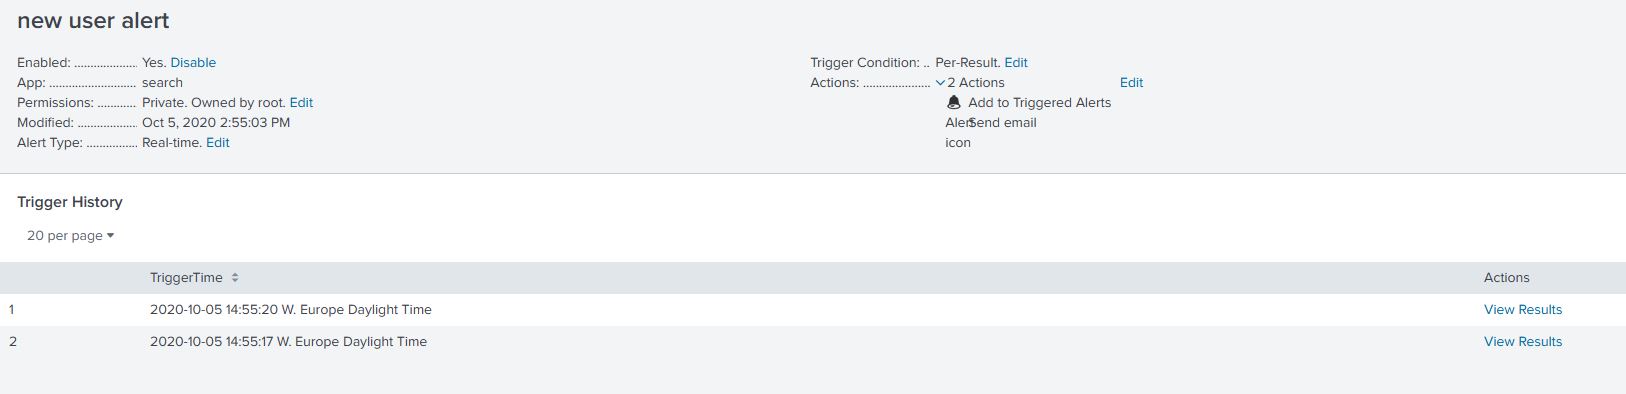 new user alert
Enabled: .................... Yes. Disable
App: ........................... search
Permissions: ............ Private. Owned by root. Edit
Modified: ................... Oct 5, 2020 2:55:03 PM
Alert Type: ................ Real-time. Edit
Trigger Condition: .. Per-Result. Edit
Actions: ..................... 2 Actions Edit
Add to Triggered Alerts
Alert Send email
icon
Trigger History
20 per page
TriggerTime Actions
1 2020-10-05 14:55:20 W. Europe Daylight Time View Results
2 2020-10-05 14:55:17 W. Europe Daylight Time View Results